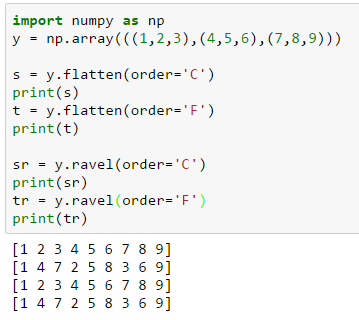 import numpy as np
y = np.array(((1,2,3),(4,5,6),(7,8,9)))
s = y.flatten(order='C')
print(s)
t = y.flatten(order='F')
print(t)
sr = y.ravel(order='C')
print(sr)
tr = y.ravel(order='F')
print(tr)
[1 2 3 4 5 6 7 8 9]
[1 4 7 2 5 8 3 6 9]
[1 2 3 4 5 6 7 8 9]
[1 4 7 2 5 8 3 6 9]